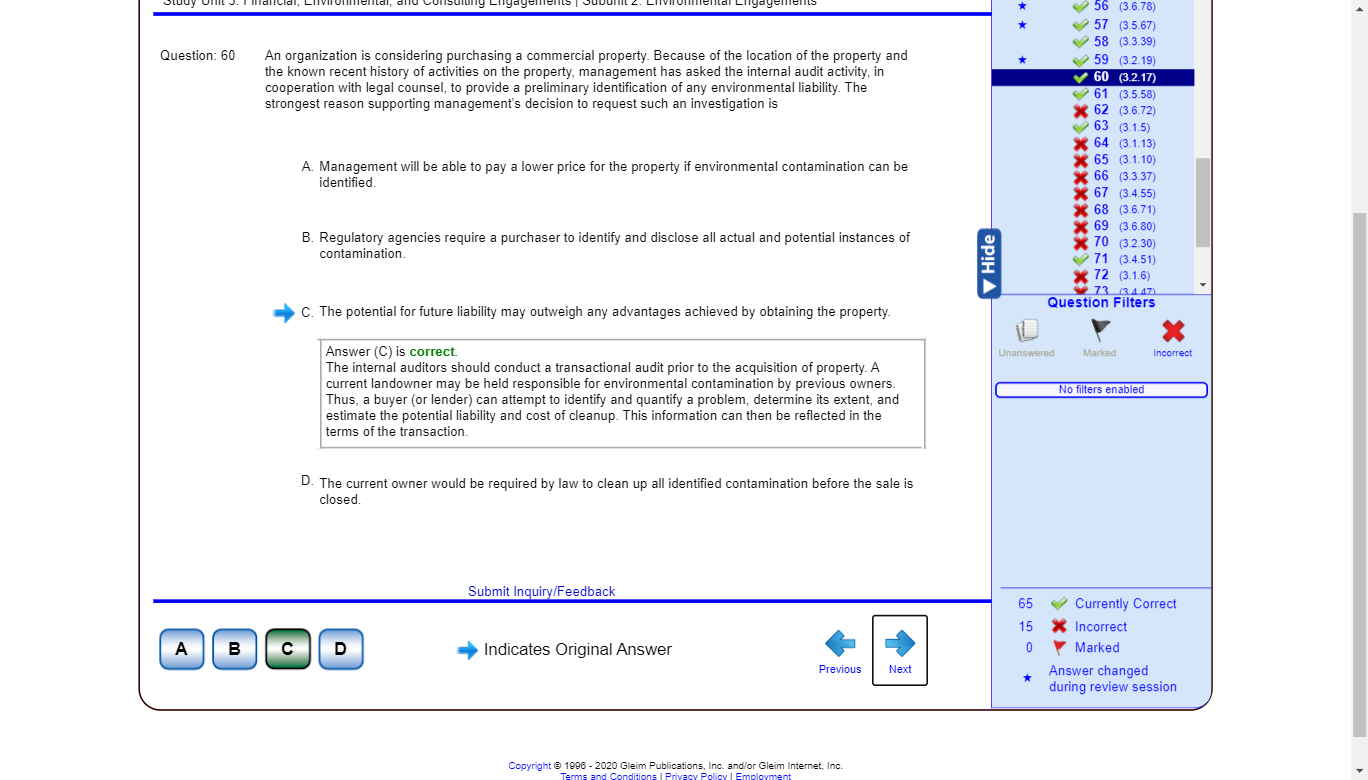 Study Unit 3: Financial, Environmental, and Consulting Engagements | Subunit 2: Environmental Engagements
Question: 60
An organization is considering purchasing a commercial property. Because of the location of the property and
the known recent history of activities on the property, management has asked the internal audit activity, in
cooperation with legal counsel, to provide a preliminary identification of any environmental liability. The
strongest reason supporting management's decision to request such an investigation is
A. Management will be able to pay a lower price for the property if environmental contamination can be
identified.
B. Regulatory agencies require a purchaser to identify and disclose all actual and potential instances of
contamination.
C. The potential for future liability may outweigh any advantages achieved by obtaining the property.
Answer (C) is correct.
The internal auditors should conduct a transactional audit prior to the acquisition of property. A
current landowner may be held responsible for environmental contamination by previous owners.
Thus, a buyer (or lender) can attempt to identify and quantify a problem, determine its extent, and
estimate the potential liability and cost of cleanup. This information can then be reflected in the
terms of the transaction.
D. The current owner would be required by law to clean up all identified contamination before the sale is
closed.
Submit Inquiry/Feedback
A B C D
Indicates Original Answer
Previous
Next
56 (3.6.78)
57 (3.5.67)
58 (3.3.39)
59 (3.2.19)
60 (3.2.17)
61 (3.5.58)
62 (3.6.72)
63 (3.1.5)
64 (3.1.13)
65 (3.1.10)
66 (3.3.37)
67 (3.4.55)
68 (3.6.71)
69 (3.6.80)
70 (3.2.30)
71 (3.4.51)
72 (3.1.6)
73 (3.4.47)
Hide
Question Filters
Unanswered
Marked
Incorrect
No filters enabled
65 Currently Correct
15 Incorrect
0 Marked
Answer changed
during review session
Copyright © 1996 - 2020 Gleim Publications, Inc. and/or Gleim Internet, Inc.
Terms and Conditions | Privacy Policy | Employment